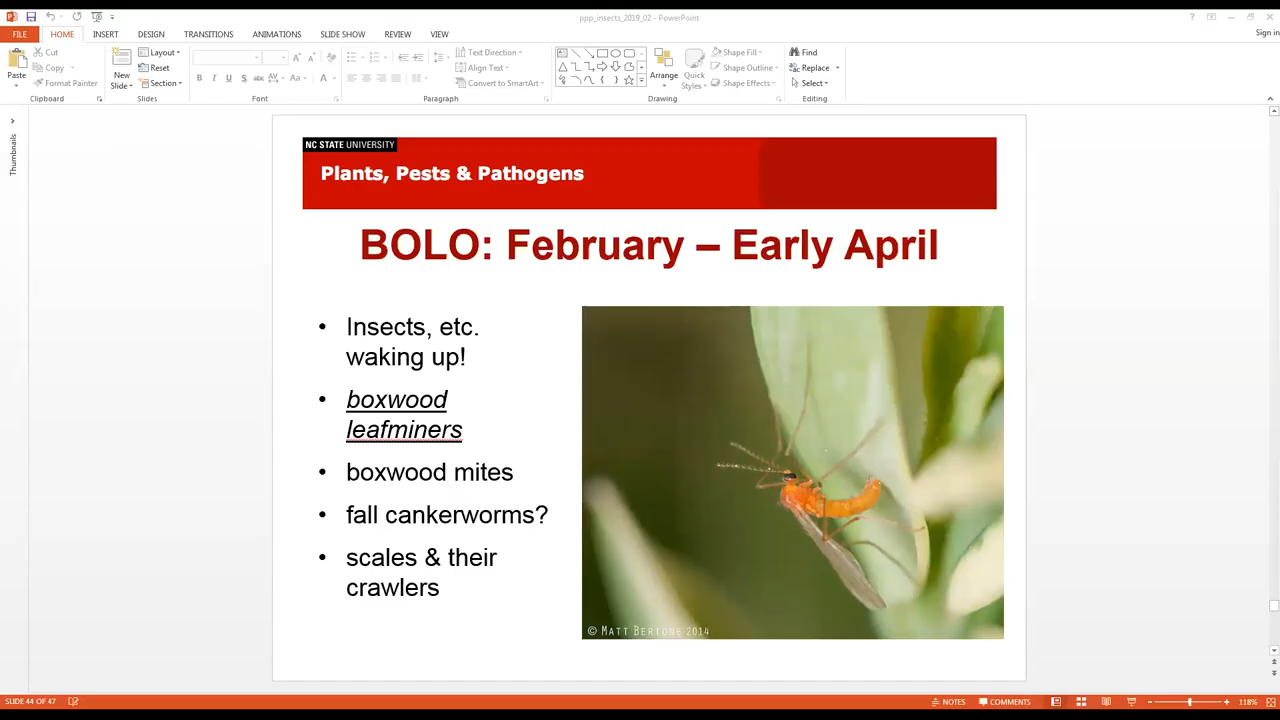 ppp_insects_2019_02 - PowerPoint
Sign in
FILE HOME INSERT DESIGN TRANSITIONS ANIMATIONS SLIDE SHOW REVIEW VIEW
Paste
Cut
Copy
Format Painter
Clipboard
New
Slide
Layout
Reset
Section
Slides
Font
Text Direction
Align Text
Convert to SmartArt
Paragraph
Arrange
Quick
Styles
Shape Fill
Shape Outline
Shape Effects
Drawing
Find
Replace
Select
Editing
Thumbnails
NC STATE UNIVERSITY
Plants, Pests & Pathogens
BOLO: February – Early April
• Insects, etc.
waking up!
• boxwood
leafminers
• boxwood mites
• fall cankerworms?
• scales & their
crawlers
© MATT BERTONE 2014
SLIDE 44 OF 47
NOTES COMMENTS 118%